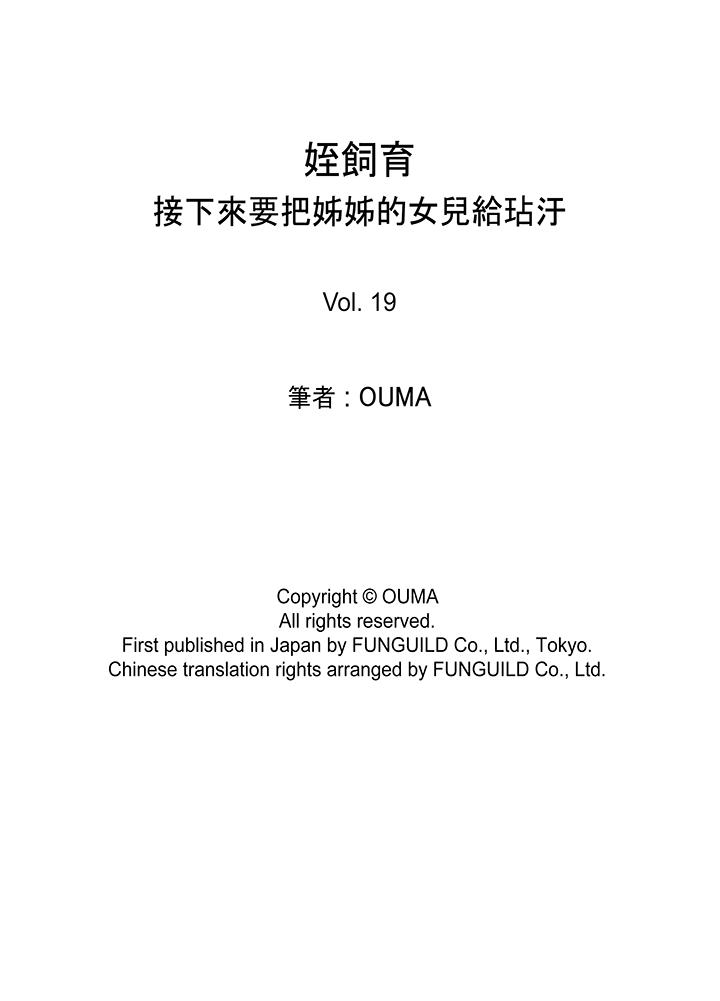 姪飼育
接下來要把姊姊的女兒給玷汙
Vol. 19
筆者 : OUMA
Copyright © OUMA
All rights reserved.
First published in Japan by FUNGUILD Co., Ltd., Tokyo.
Chinese translation rights arranged by FUNGUILD Co., Ltd.